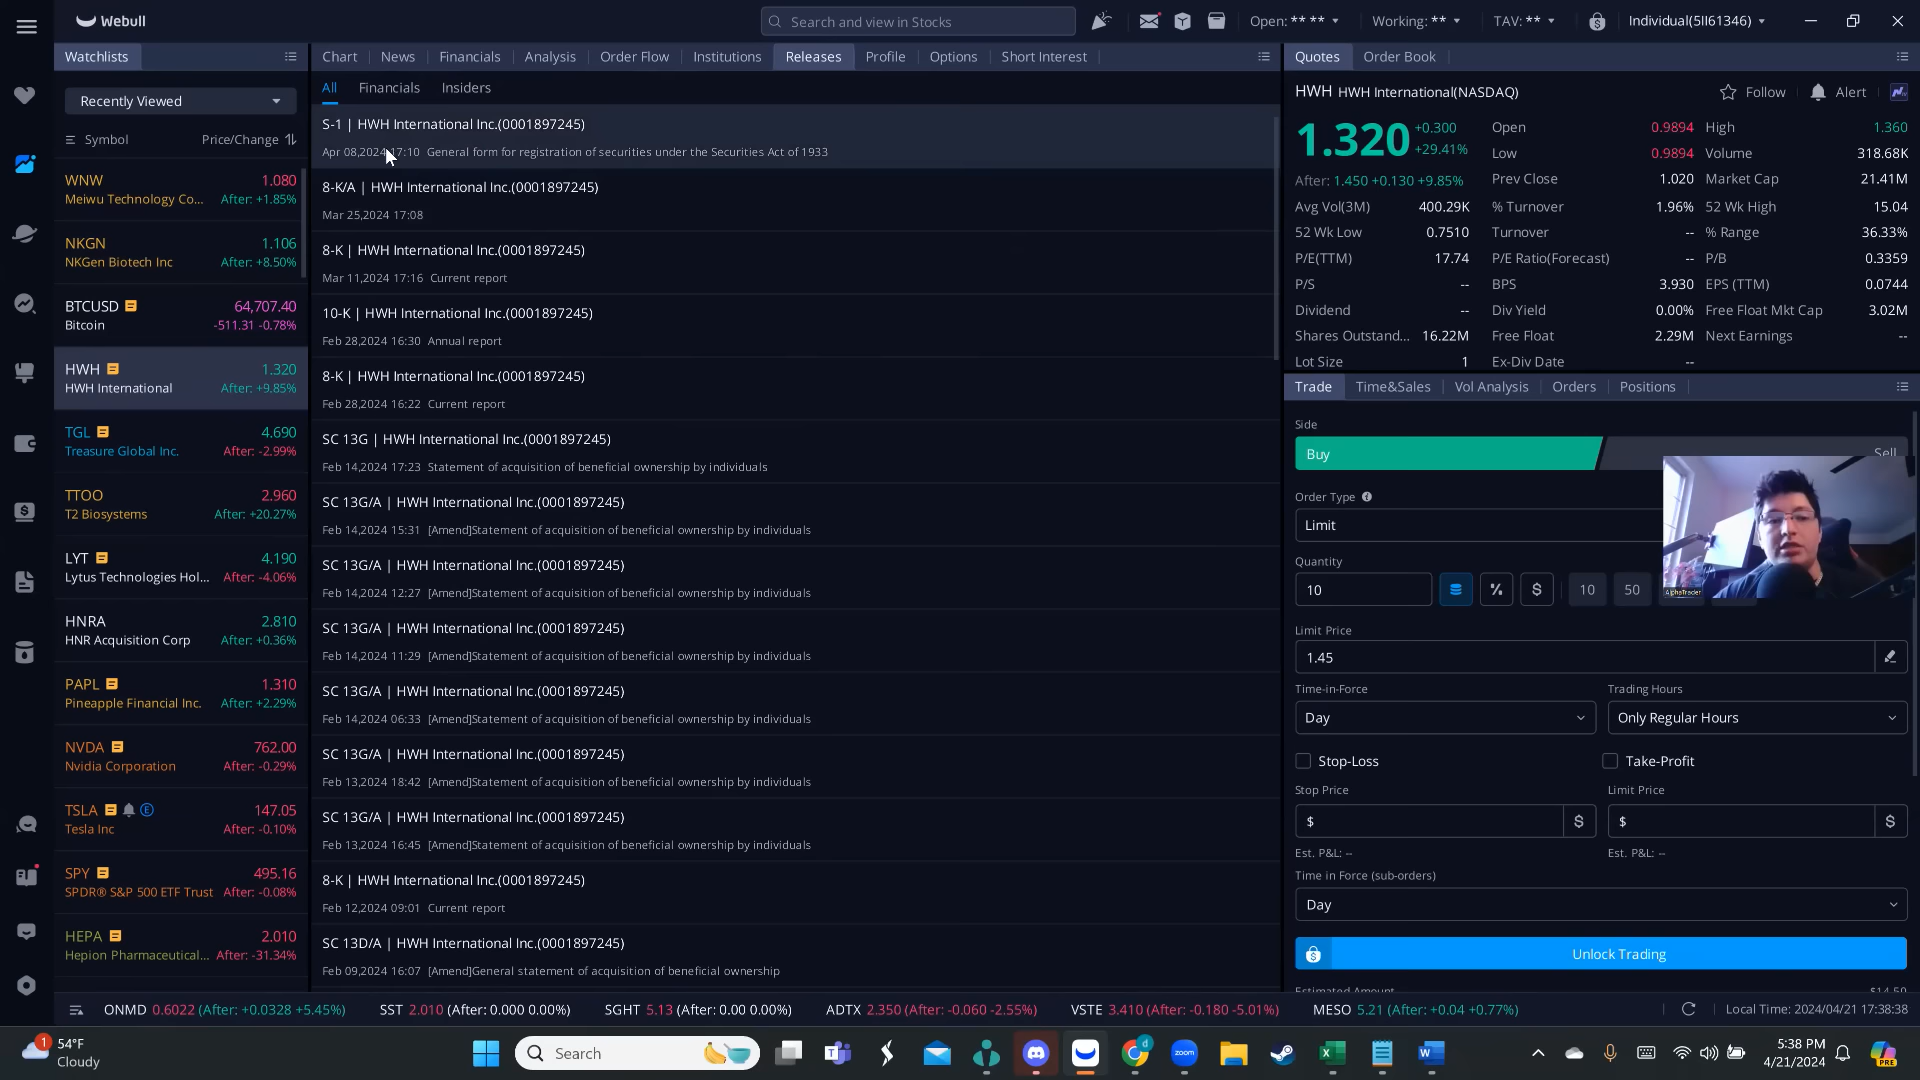 Webull
Search and view in Stocks
Open: ** **
Working: **
TAV: **
Individual(5II61346)
Watchlists
Recently Viewed
Symbol
Price/Change
WNW 1.080
Meiwu Technology Co... After: +1.85%
NKGN 1.106
NKGen Biotech Inc After: +8.50%
BTCUSD 64,707.40
Bitcoin -511.31 -0.78%
HWH 1.320
HWH International After: +9.85%
TGL 4.690
Treasure Global Inc. After: -2.99%
TTOO 2.960
T2 Biosystems After: +20.27%
LYT 4.190
Lytus Technologies Hol... After: -4.06%
HNRA 2.810
HNR Acquisition Corp After: +0.36%
PAPL 1.310
Pineapple Financial Inc. After: +2.29%
NVDA 762.00
Nvidia Corporation After: -0.29%
TSLA E 147.05
Tesla Inc After: -0.10%
SPY 495.16
SPDR® S&P 500 ETF Trust After: -0.08%
HEPA 2.010
Hepion Pharmaceutical... After: -31.34%
Chart News Financials Analysis Order Flow Institutions Releases Profile Options Short Interest
All Financials Insiders
S-1 | HWH International Inc.(0001897245)
Apr 08,2024 17:10 General form for registration of securities under the Securities Act of 1933
8-K/A | HWH International Inc.(0001897245)
Mar 25,2024 17:08
8-K | HWH International Inc.(0001897245)
Mar 11,2024 17:16 Current report
10-K | HWH International Inc.(0001897245)
Feb 28,2024 16:30 Annual report
8-K | HWH International Inc.(0001897245)
Feb 28,2024 16:22 Current report
SC 13G | HWH International Inc.(0001897245)
Feb 14,2024 17:23 Statement of acquisition of beneficial ownership by individuals
SC 13G/A | HWH International Inc.(0001897245)
Feb 14,2024 15:31 [Amend]Statement of acquisition of beneficial ownership by individuals
SC 13G/A | HWH International Inc.(0001897245)
Feb 14,2024 12:27 [Amend]Statement of acquisition of beneficial ownership by individuals
SC 13G/A | HWH International Inc.(0001897245)
Feb 14,2024 11:29 [Amend]Statement of acquisition of beneficial ownership by individuals
SC 13G/A | HWH International Inc.(0001897245)
Feb 14,2024 06:33 [Amend]Statement of acquisition of beneficial ownership by individuals
SC 13G/A | HWH International Inc.(0001897245)
Feb 13,2024 18:42 [Amend]Statement of acquisition of beneficial ownership by individuals
SC 13G/A | HWH International Inc.(0001897245)
Feb 13,2024 16:45 [Amend]Statement of acquisition of beneficial ownership by individuals
8-K | HWH International Inc.(0001897245)
Feb 12,2024 09:01 Current report
SC 13D/A | HWH International Inc.(0001897245)
Feb 09,2024 16:07 [Amend]General statement of acquisition of beneficial ownership
Quotes Order Book
HWH HWH International(NASDAQ) Follow Alert
1.320 +0.300 +29.41%
After: 1.450 +0.130 +9.85%
Open 0.9894 High 1.360
Low 0.9894 Volume 318.68K
Prev Close 1.020 Market Cap 21.41M
Avg Vol(3M) 400.29K % Turnover 1.96% 52 Wk High 15.04
52 Wk Low 0.7510 Turnover -- % Range 36.33%
P/E(TTM) 17.74 P/E Ratio(Forecast) -- P/B 0.3359
P/S -- BPS 3.930 EPS (TTM) 0.0744
Dividend -- Div Yield 0.00% Free Float Mkt Cap 3.02M
Shares Outstand... 16.22M Free Float 2.29M Next Earnings --
Lot Size 1 Ex-Div Date --
Trade Time&Sales Vol Analysis Orders Positions
Side
Buy Sell
Order Type
Limit
Quantity
10 % $ 10 50
AlphaTrader
Limit Price
1.45
Time-in-Force Trading Hours
Day Only Regular Hours
Stop-Loss Take-Profit
Stop Price Limit Price
$ $ $ $
Est. P&L: -- Est. P&L: --
Time in Force (sub-orders)
Day
Unlock Trading
Estimated Amount $14.50
ONMD 0.6022 (After: +0.0328 +5.45%) SST 2.010 (After: 0.000 0.00%) SGHT 5.13 (After: 0.00 0.00%) ADTX 2.350 (After: -0.060 -2.55%) VSTE 3.410 (After: -0.180 -5.01%) MESO 5.21 (After: +0.04 +0.77%) Local Time: 2024/04/21 17:38:38
1
54°F
Cloudy
Search
zoom
5:38 PM
4/21/2024
PRE